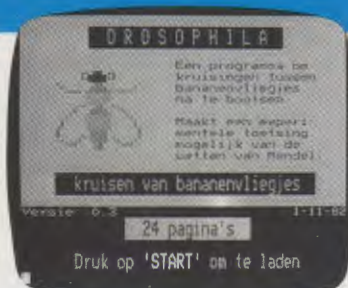 DROSOPHILA
Een programma om
kruisingen tussen
bananenvliegjes
na te bootsen.
Maakt een experi-
mentele toetsing
mogelijk van de
wetten van Mendel.
kruisen van bananenvliegjes
Versie 6.3 1-11-82
24 pagina's
Druk op 'START' om te laden